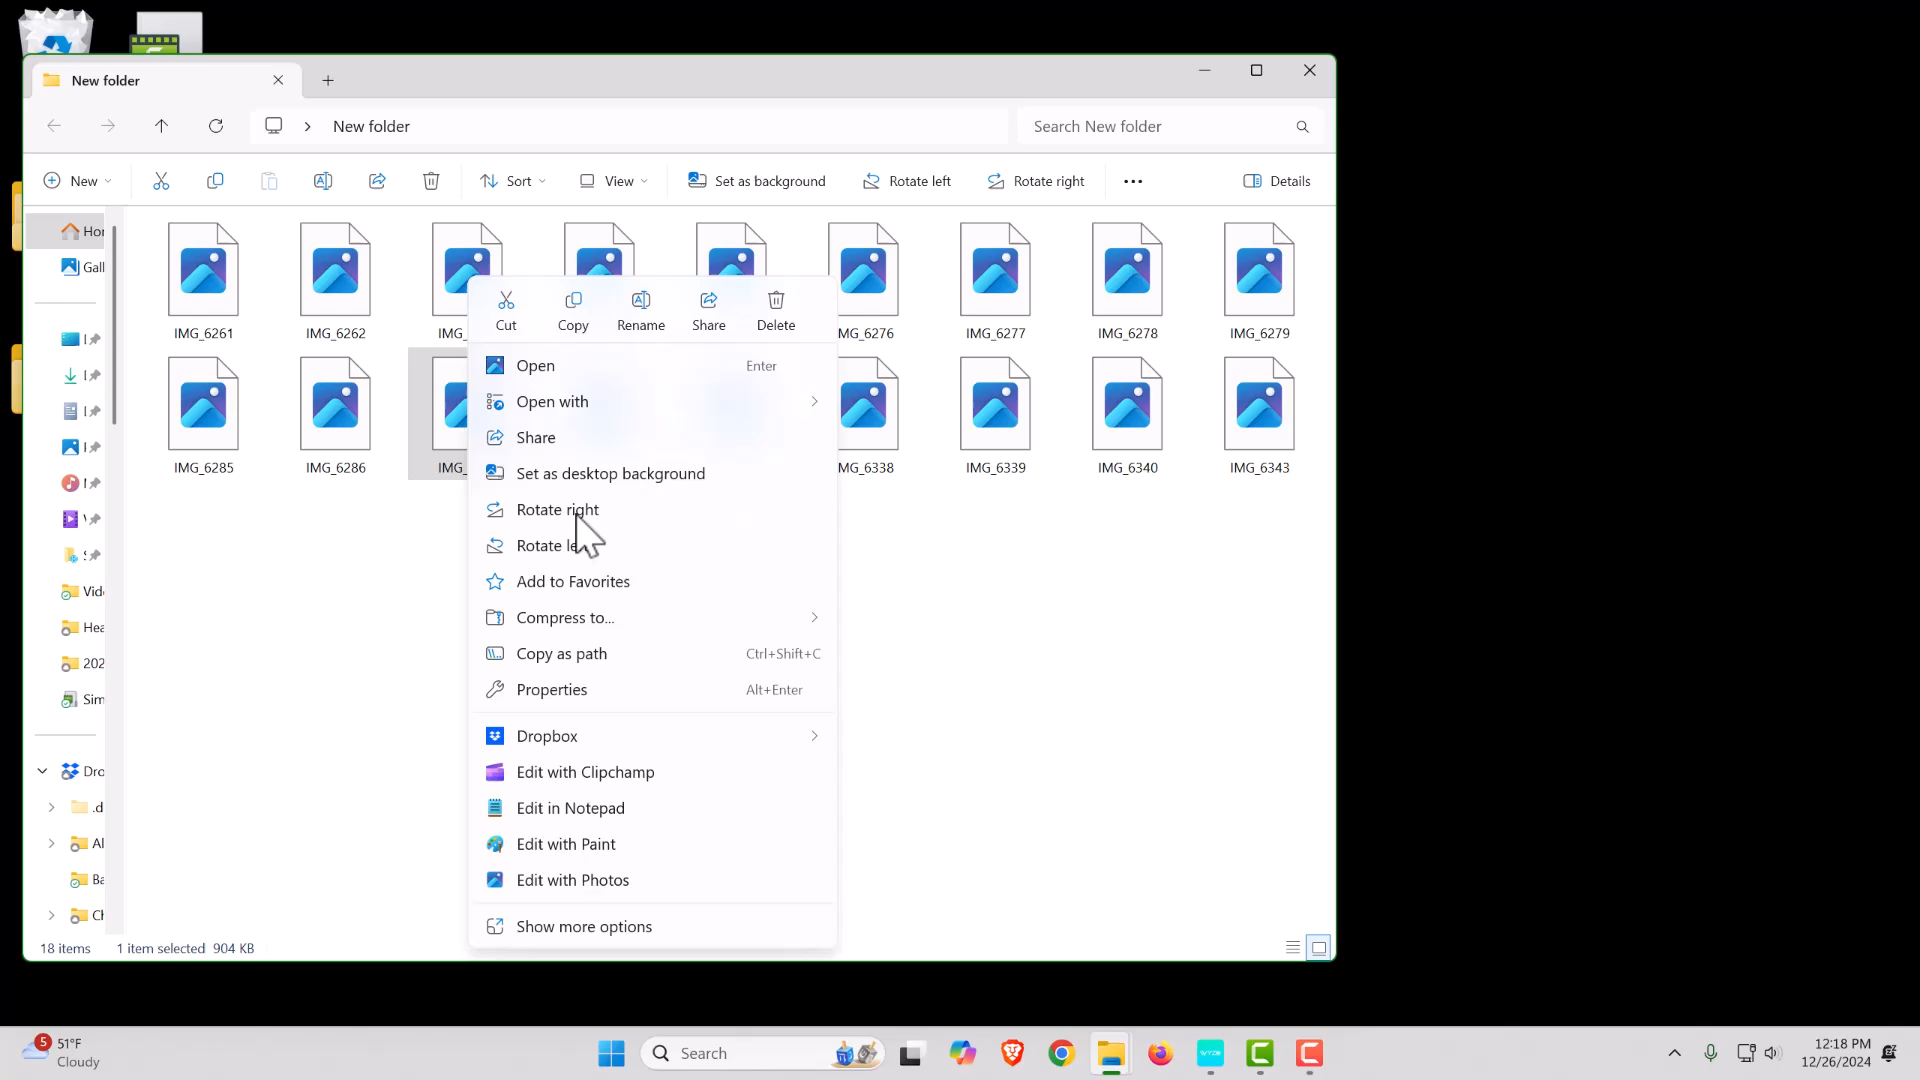 New folder
New folder
Search New folder
New
Sort
View
Set as background
Rotate left
Rotate right
Details
IMG_6261
IMG_6262
IMG_
MG_6276
IMG_6277
IMG_6278
IMG_6279
IMG_6285
IMG_6286
IMG_
MG_6338
IMG_6339
IMG_6340
IMG_6343
Hor
Gall
Vide
Hea
202
Sim
Dro
.d
Al
Ba
Cl
Cut
Copy
Rename
Share
Delete
Open Enter
Open with
Share
Set as desktop background
Rotate right
Rotate le
Add to Favorites
Compress to...
Copy as path Ctrl+Shift+C
Properties Alt+Enter
Dropbox
Edit with Clipchamp
Edit in Notepad
Edit with Paint
Edit with Photos
Show more options
18 items 1 item selected 904 KB
5
51°F
Cloudy
Search
WYZE
12:18 PM
12/26/2024